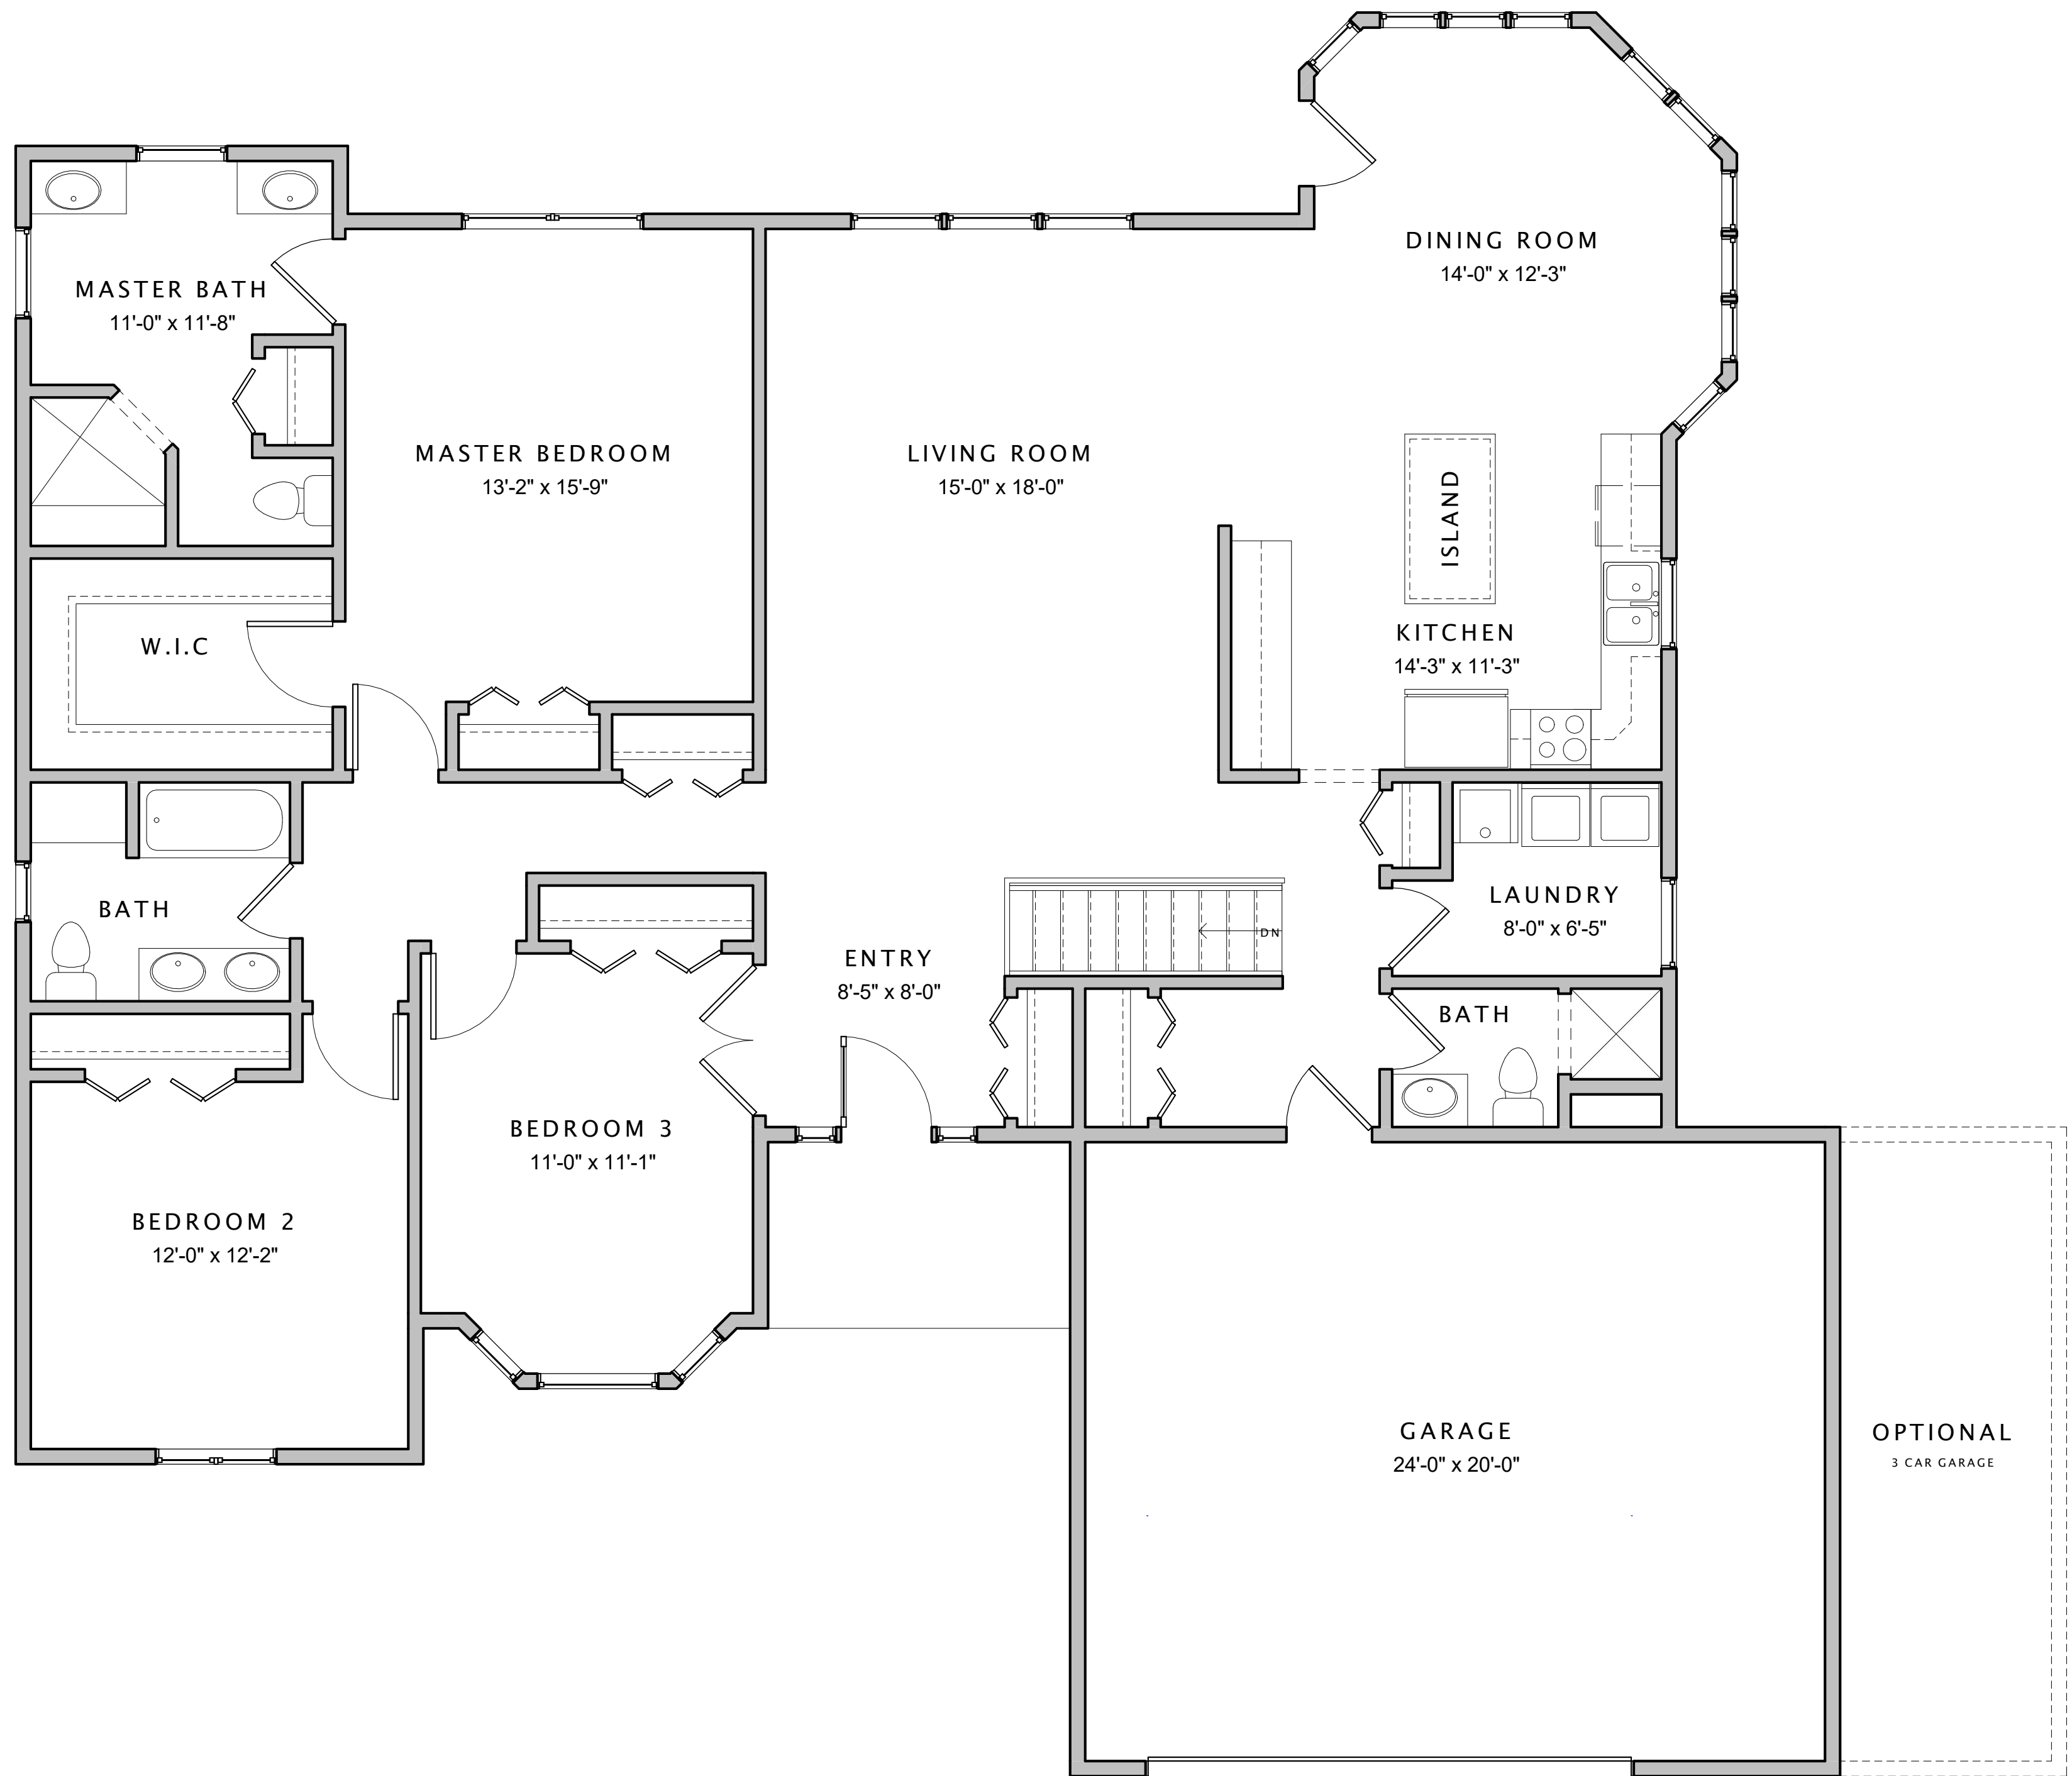 DINING ROOM
14'-0" x 12'-3"
MASTER BATH
11'-0" x 11'-8"
MASTER BEDROOM
13'-2" x 15'-9"
LIVING ROOM
15'-0" x 18'-0"
ISLAND
KITCHEN
14'-3" x 11'-3"
W.I.C
BATH
LAUNDRY
8'-0" x 6'-5"
DN
ENTRY
8'-5" x 8'-0"
BATH
BEDROOM 3
11'-0" x 11'-1"
BEDROOM 2
12'-0" x 12'-2"
GARAGE
24'-0" x 20'-0"
OPTIONAL
3 CAR GARAGE